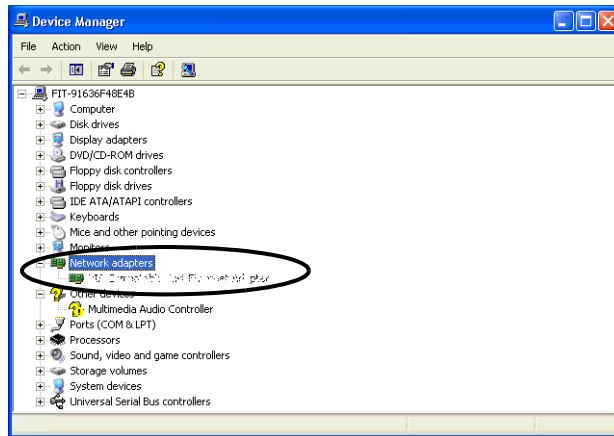 Device Manager
File Action View Help
FIT-91636F48E4B
Computer
Disk drives
Display adapters
DVD/CD-ROM drives
Floppy disk controllers
Floppy disk drives
IDE ATA/ATAPI controllers
Keyboards
Mice and other pointing devices
Monitors
Network adapters
Other devices
Multimedia Audio Controller
Ports (COM & LPT)
Processors
Sound, video and game controllers
Storage volumes
System devices
Universal Serial Bus controllers